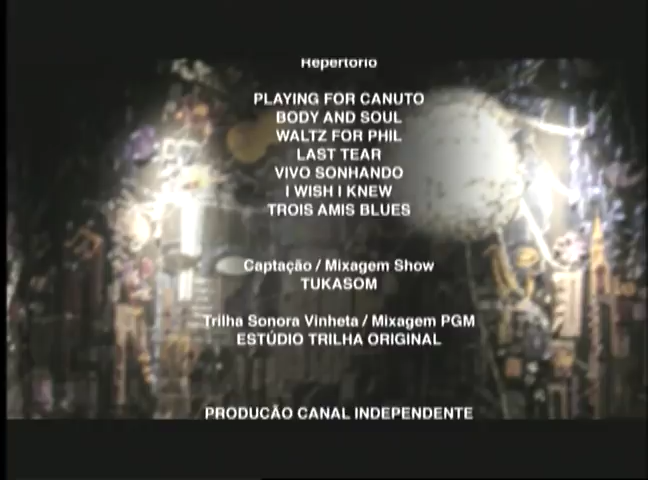 Repertório
PLAYING FOR CANUTO
BODY AND SOUL
WALTZ FOR PHIL
LAST TEAR
VIVO SONHANDO
I WISH I KNEW
TROIS AMIS BLUES
Captação / Mixagem Show
TUKASOM
Trilha Sonora Vinheta / Mixagem PGM
ESTÚDIO TRILHA ORIGINAL
PRODUCÃO CANAL INDEPENDENTE